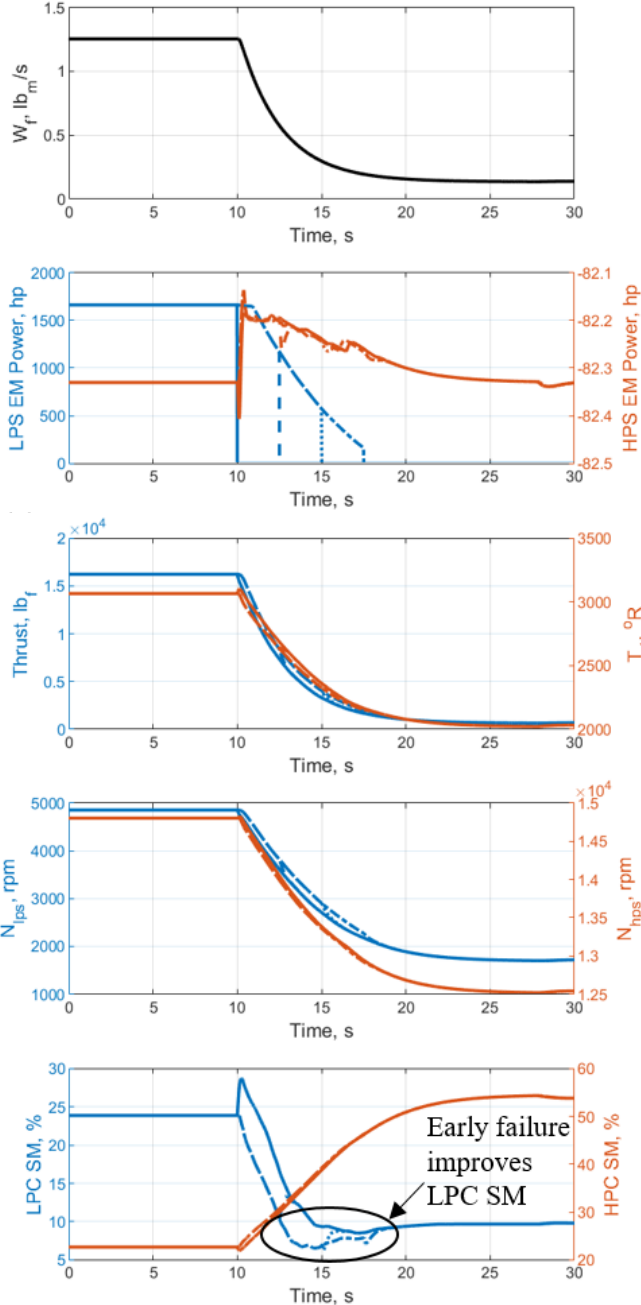 1.5
1
0.5
0
W_f, lb_m/s
0 5 10 15 20 25 30
Time, s
2000
1500
1000
500
0
LPS EM Power, hp
-82.1
-82.2
-82.3
-82.4
-82.5
HPS EM Power, hp
0 5 10 15 20 25 30
Time, s
×10^4
2
1.5
1
0.5
0
Thrust, lb_f
3500
3000
2500
2000
°R
0 5 10 15 20 25 30
Time, s
5000
4000
3000
2000
1000
N_lps, rpm
×10^4
1.5
1.45
1.4
1.35
1.3
1.25
N_hps, rpm
0 5 10 15 20 25 30
Time, s
30
25
20
15
10
5
LPC SM, %
60
50
40
30
20
HPC SM, %
Early failure
improves
LPC SM
0 5 10 15 20 25 30
Time, s